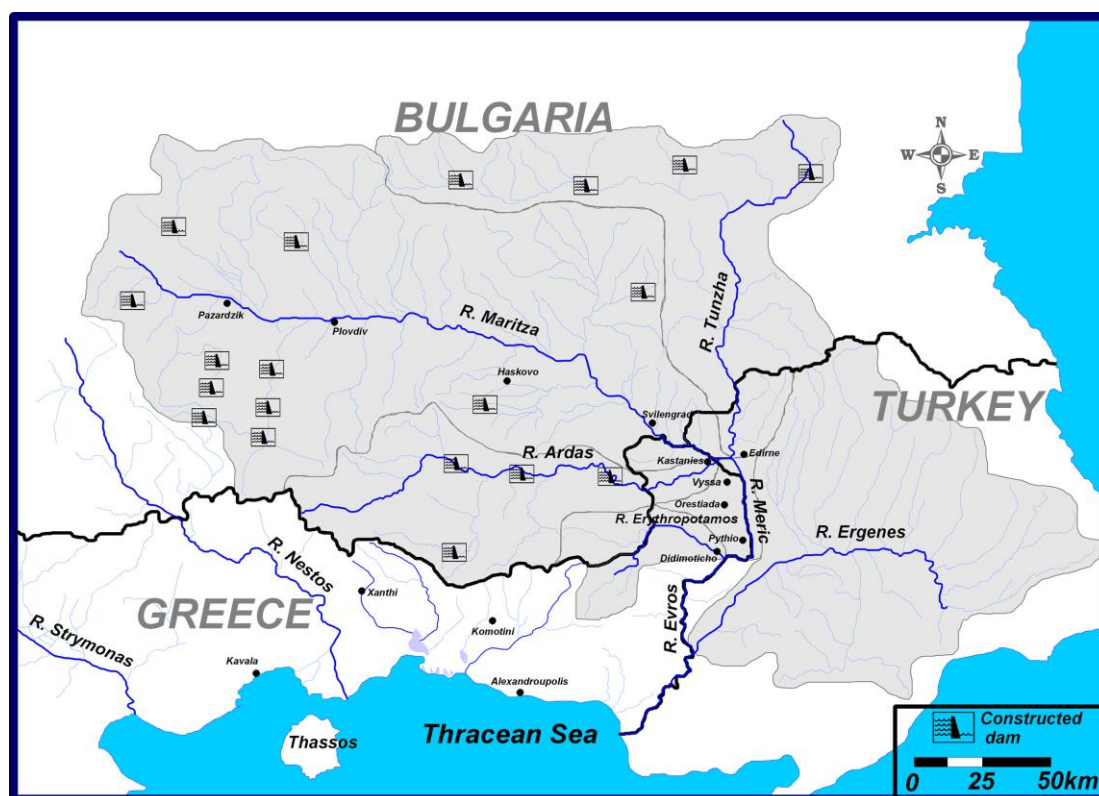 BULGARIA
N
W E
S
R. Tunzha
Pazardzik
Plovdiv
R. Maritza
Haskovo
TURKEY
Svilengrad
R. Ardas
Kastanies
Edirne
Vyssa
R. Meric
Orestiada
R. Erythropotamos
Pythio
Didimoticho
R. Ergenes
R. Nestos
Xanthi
GREECE
Komotini
R. Evros
R. Strymonas
Kavala
Alexandroupolis
Thassos
Thracean Sea
Constructed
dam
0 25 50km